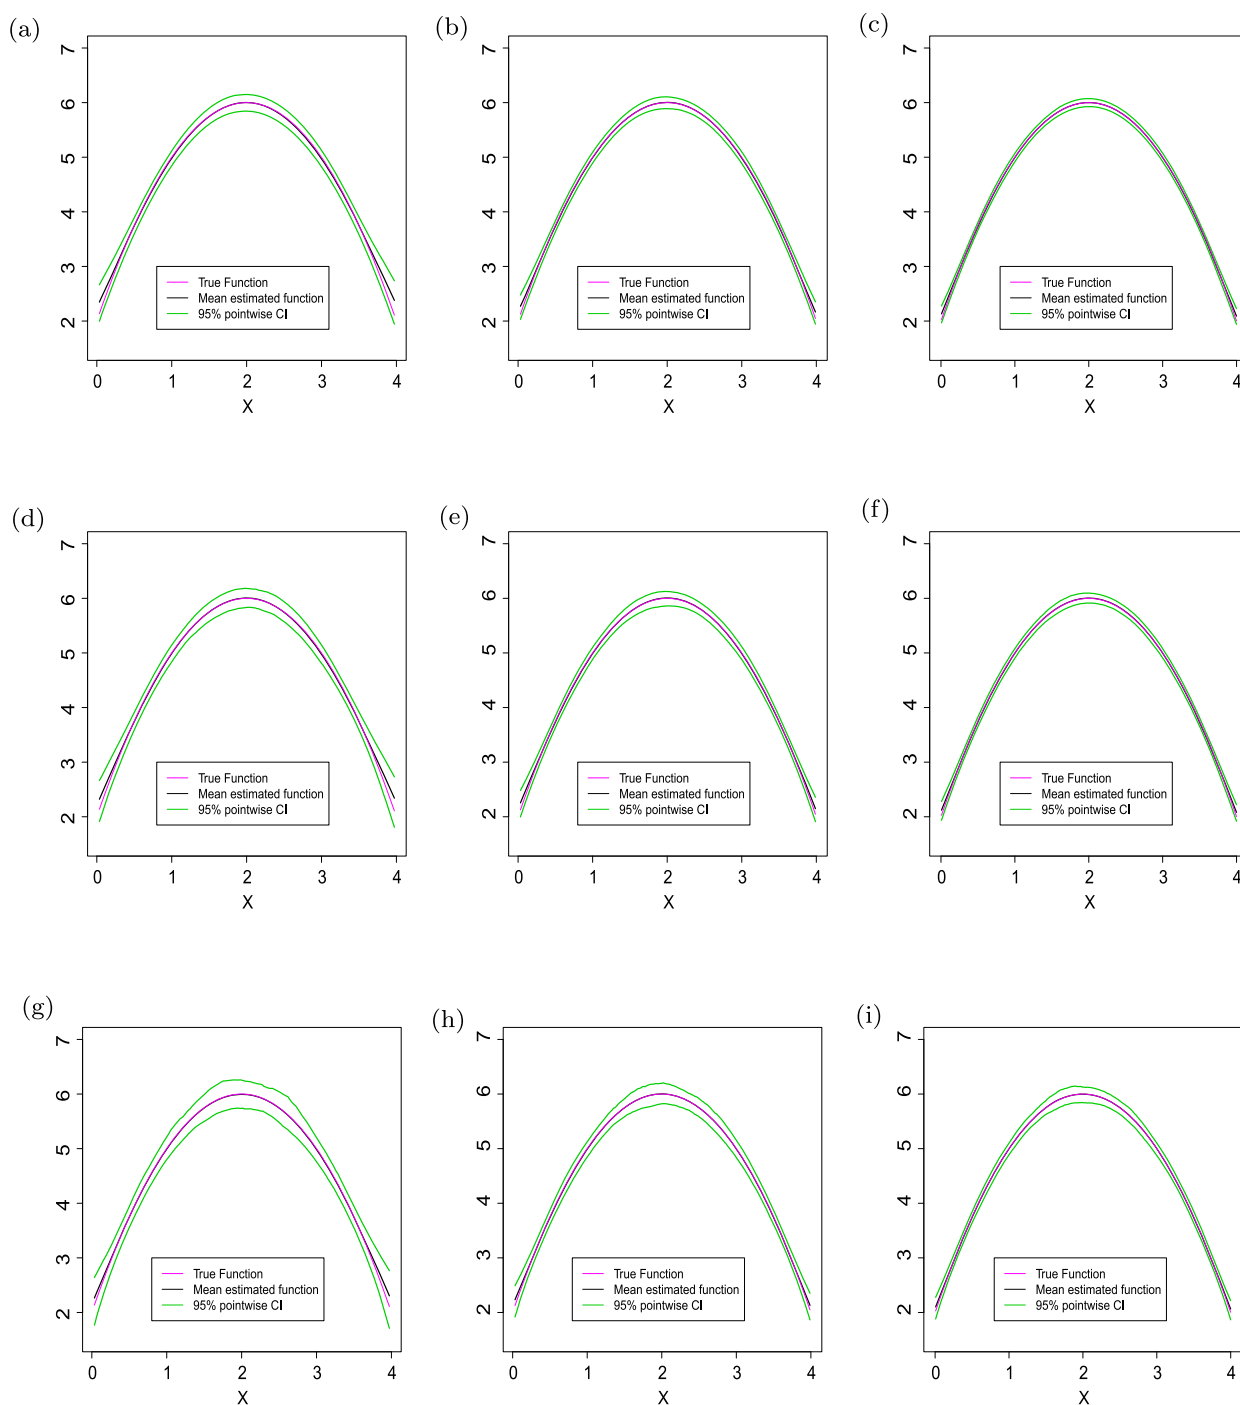 (a)
7
6
5
4
3
2
True Function
Mean estimated function
95% pointwise CI
0 1 2 3 4
X
(b)
7
6
5
4
3
2
True Function
Mean estimated function
95% pointwise CI
0 1 2 3 4
X
(c)
7
6
5
4
3
2
True Function
Mean estimated function
95% pointwise CI
0 1 2 3 4
X
(d)
7
6
5
4
3
2
True Function
Mean estimated function
95% pointwise CI
0 1 2 3 4
X
(e)
7
6
5
4
3
2
True Function
Mean estimated function
95% pointwise CI
0 1 2 3 4
X
(f)
7
6
5
4
3
2
True Function
Mean estimated function
95% pointwise CI
0 1 2 3 4
X
(g)
7
6
5
4
3
2
True Function
Mean estimated function
95% pointwise CI
0 1 2 3 4
X
(h)
7
6
5
4
3
2
True Function
Mean estimated function
95% pointwise CI
0 1 2 3 4
X
(i)
7
6
5
4
3
2
True Function
Mean estimated function
95% pointwise CI
0 1 2 3 4
X